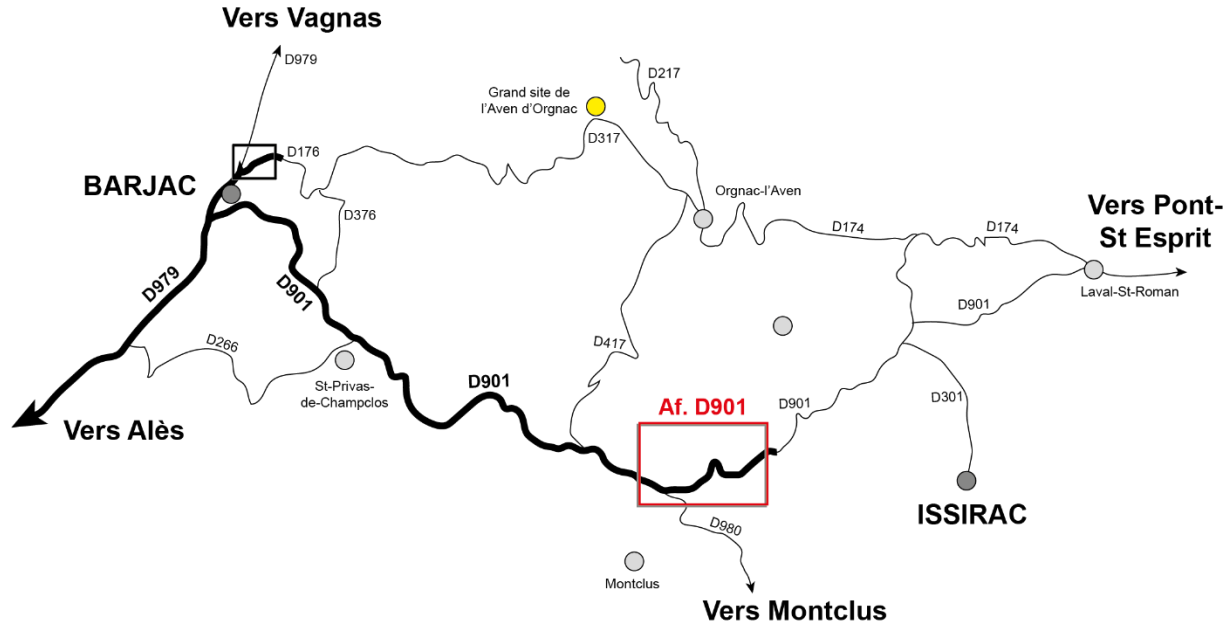 Vers Vagnas
D979
D217
Grand site de
l'Aven d'Orgnac
D317
D176
BARJAC
Orgnac-l'Aven
Vers Pont-
St Esprit
D376
D174
D174
D979
D901
Laval-St-Roman
D901
D266
D417
St-Privas-
de-Champclos
D901
Af. D901
D901
D301
Vers Alès
ISSIRAC
D980
Montclus
Vers Montclus